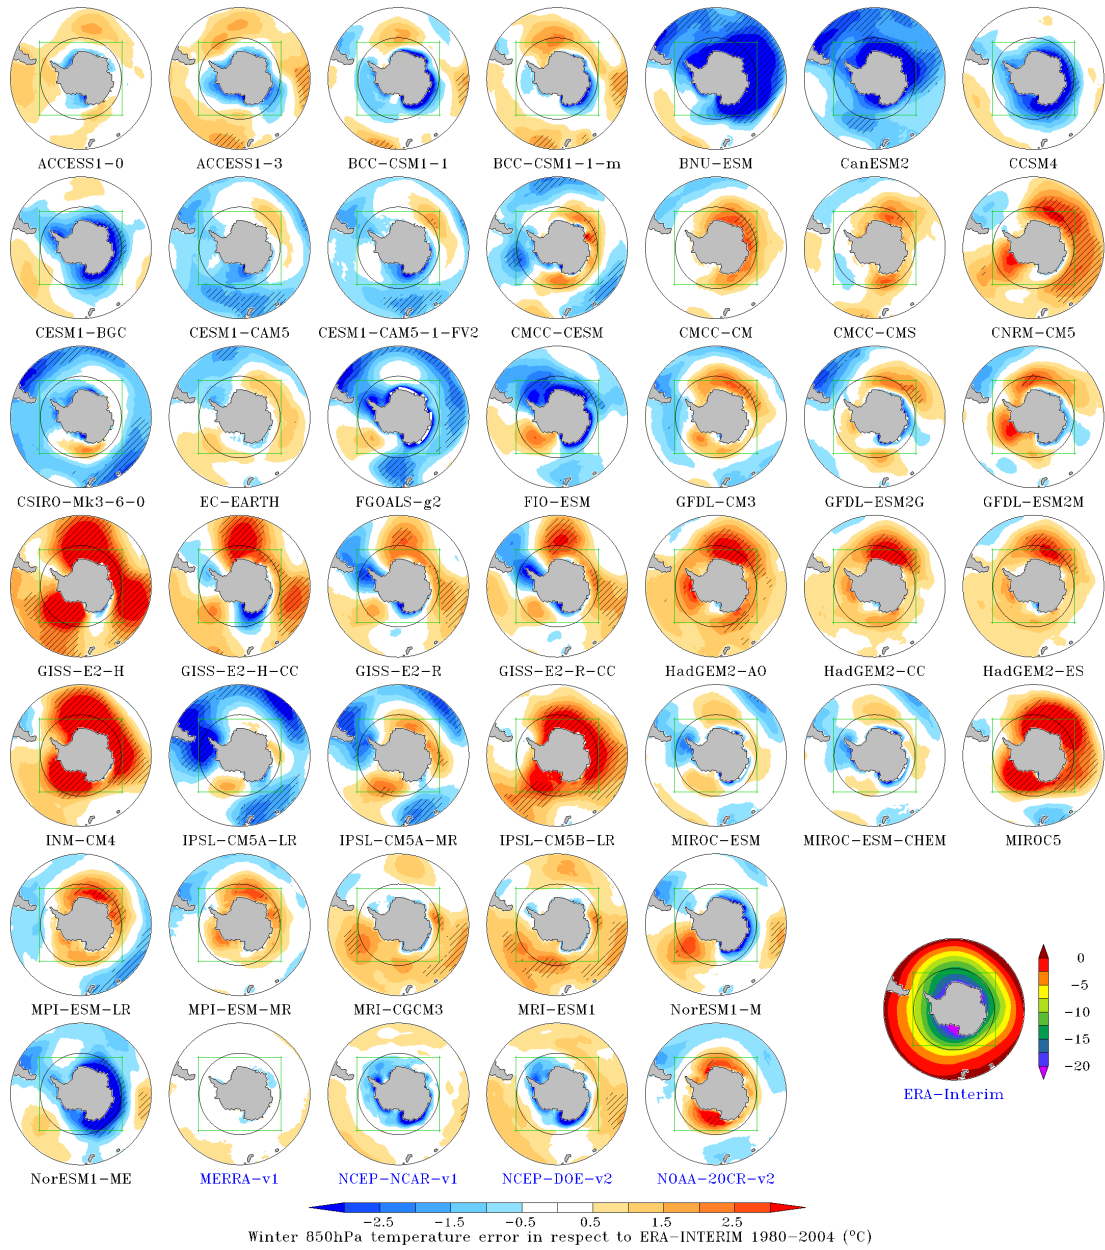 ACCESS1-0 ACCESS1-3 BCC-CSM1-1 BCC-CSM1-1-m BNU-ESM CanESM2 CCSM4
CESM1-BGC CESM1-CAM5 CESM1-CAM5-1-FV2 CMCC-CESM CMCC-CM CMCC-CMS CNRM-CM5
CSIRO-Mk3-6-0 EC-EARTH FGOALS-g2 FIO-ESM GFDL-CM3 GFDL-ESM2G GFDL-ESM2M
GISS-E2-H GISS-E2-H-CC GISS-E2-R GISS-E2-R-CC HadGEM2-AO HadGEM2-CC HadGEM2-ES
INM-CM4 IPSL-CM5A-LR IPSL-CM5A-MR IPSL-CM5B-LR MIROC-ESM MIROC-ESM-CHEM MIROC5
MPI-ESM-LR MPI-ESM-MR MRI-CGCM3 MRI-ESM1 NorESM1-M
0
-5
-10
-15
-20
ERA-Interim
NorESM1-ME MERRA-v1 NCEP-NCAR-v1 NCEP-DOE-v2 NOAA-20CR-v2
-2.5 -1.5 -0.5 0.5 1.5 2.5
Winter 850hPa temperature error in respect to ERA-INTERIM 1980-2004 (°C)